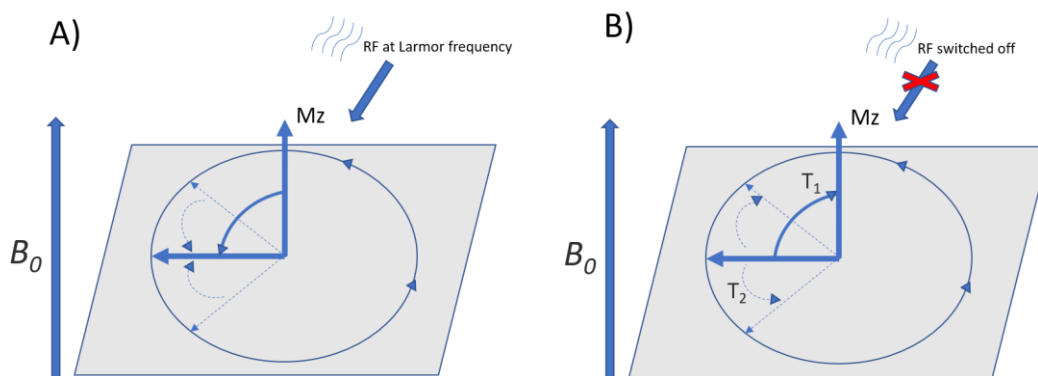 A)
RF at Larmor frequency
Mz
B0
B)
RF switched off
Mz
T1
T2
B0